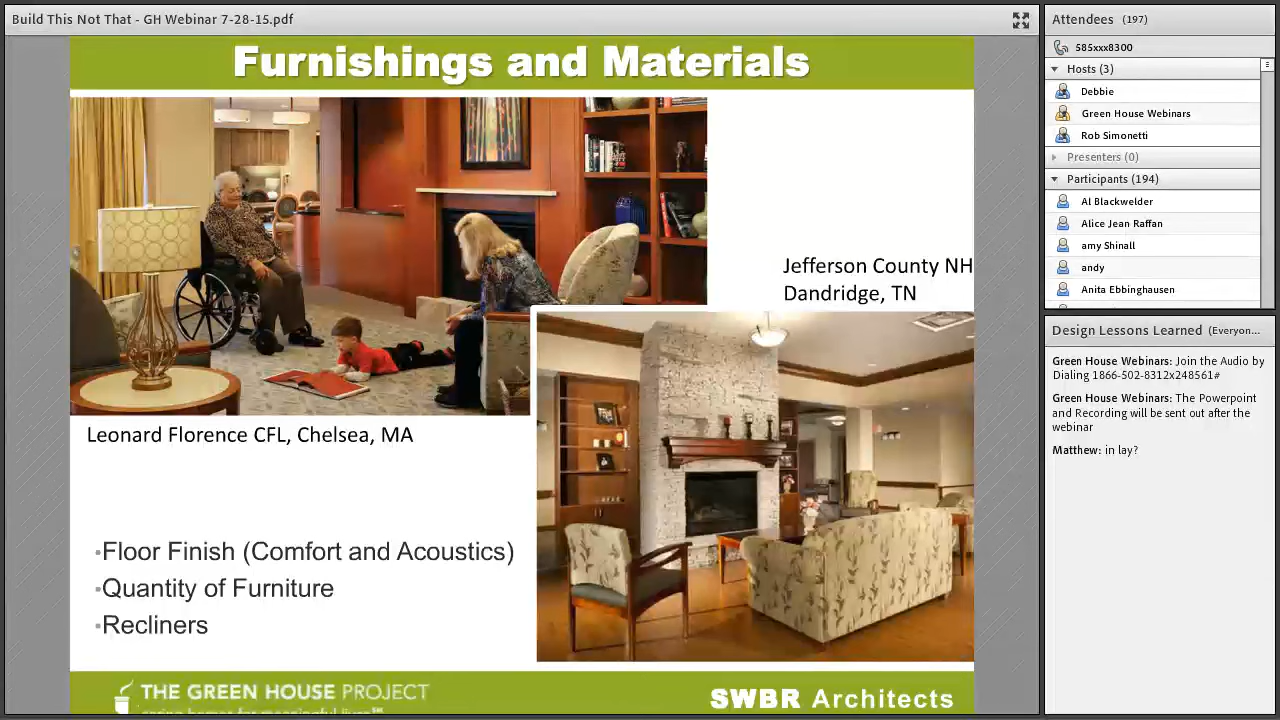 Build This Not That - GH Webinar 7-28-15.pdf
Furnishings and Materials
Jefferson County NH
Dandridge, TN
Leonard Florence CFL, Chelsea, MA
•Floor Finish (Comfort and Acoustics)
•Quantity of Furniture
•Recliners
THE GREEN HOUSE PROJECT
SWBR Architects
Attendees (197)
585xxx8300
Hosts (3)
Debbie
Green House Webinars
Rob Simonetti
Presenters (0)
Participants (194)
Al Blackwelder
Alice Jean Raffan
amy Shinall
andy
Anita Ebbinghausen
Design Lessons Learned (Everyon...
Green House Webinars: Join the Audio by
Dialing 1866-502-8312x248561#
Green House Webinars: The Powerpoint
and Recording will be sent out after the
webinar
Matthew: in lay?